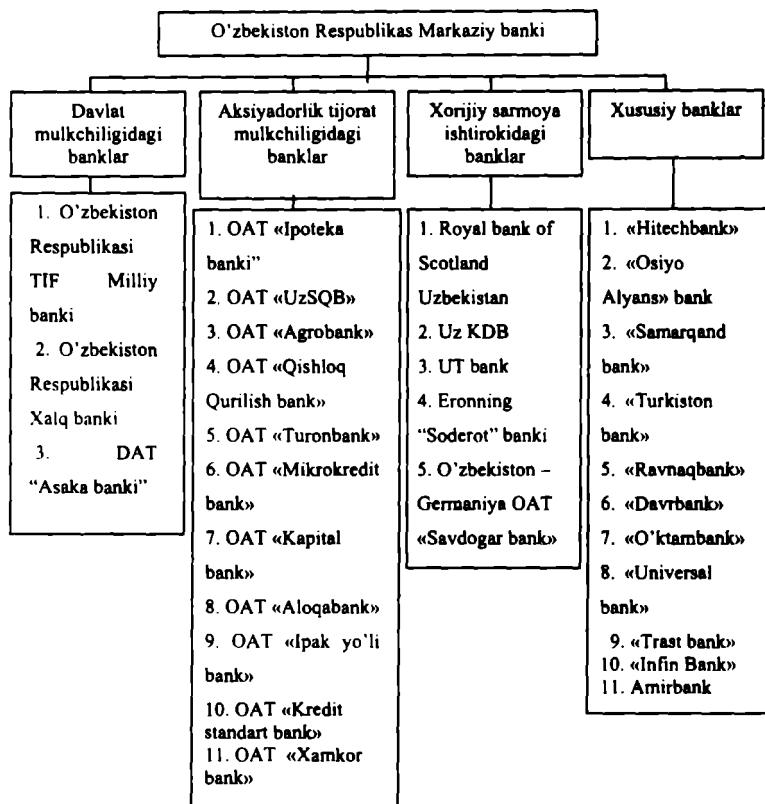 O'zbekiston Respublikas Markaziy banki
Davlat
mulkchiligidagi
banklar
1. O'zbekiston
Respublikasi
TIF Milliy
banki
2. O'zbekiston
Respublikasi
Xalq banki
3. DAT
“Asaka banki”
Aksiyadorlik tijorat
mulkchiligidagi
banklar
1. OAT «Ipoteka
banki”
2. OAT «UzSQB»
3. OAT «Agrobank»
4. OAT «Qishloq
Qurilish bank»
5. OAT «Turonbank»
6. OAT «Mikrokredit
bank»
7. OAT «Kapital
bank»
8. OAT «Aloqabank»
9. OAT «Ipak yo'li
bank»
10. OAT «Kredit
standart bank»
11. OAT «Xamkor
bank»
Xorijiy sarmoya
ishtirokidagi
banklar
1. Royal bank of
Scotland
Uzbekistan
2. Uz KDB
3. UT bank
4. Eronning
“Soderot” banki
5. O'zbekiston –
Germaniya OAT
«Savdogar bank»
Xususiy banklar
1. «Hitechbank»
2. «Osiyo
Alyans» bank
3. «Samarqand
bank»
4. «Turkiston
bank»
5. «Ravnaqbank»
6. «Davrbank»
7. «O'ktambank»
8. «Universal
bank»
9. «Trast bank»
10. «Infin Bank»
11. Amirbank